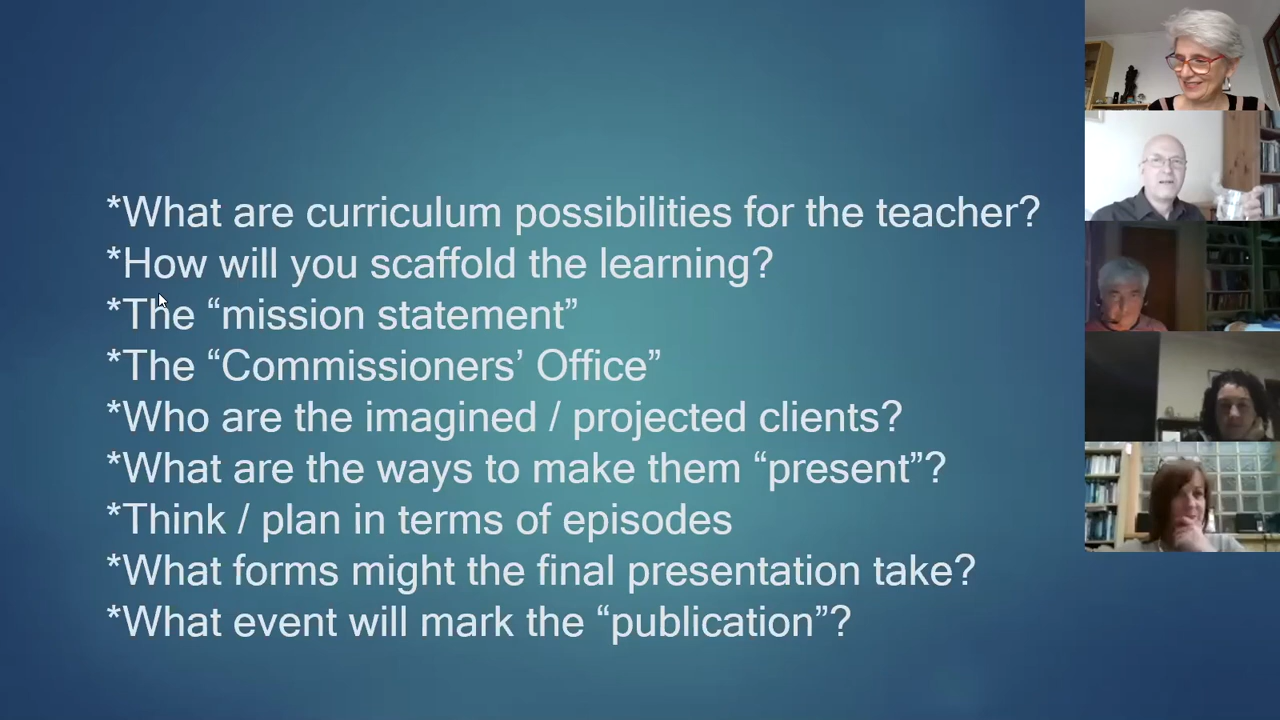 *What are curriculum possibilities for the teacher?
*How will you scaffold the learning?
*The “mission statement”
*The “Commissioners’ Office”
*Who are the imagined / projected clients?
*What are the ways to make them “present”?
*Think / plan in terms of episodes
*What forms might the final presentation take?
*What event will mark the “publication”?